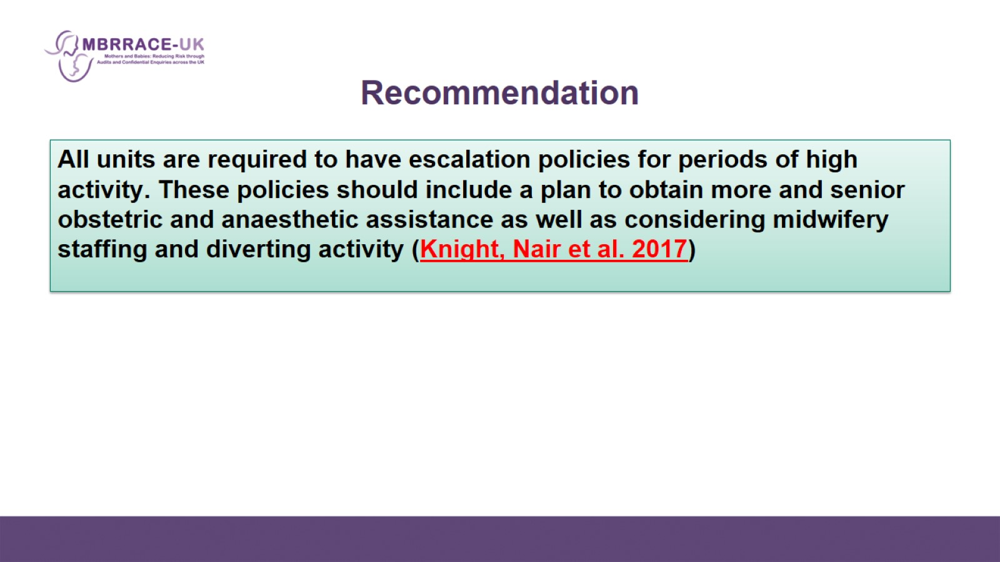 MBRRACE-UK
Mothers and Babies: Reducing Risk through
Audits and Confidential Enquiries across the UK
Recommendation
All units are required to have escalation policies for periods of high
activity. These policies should include a plan to obtain more and senior
obstetric and anaesthetic assistance as well as considering midwifery
staffing and diverting activity (Knight, Nair et al. 2017)